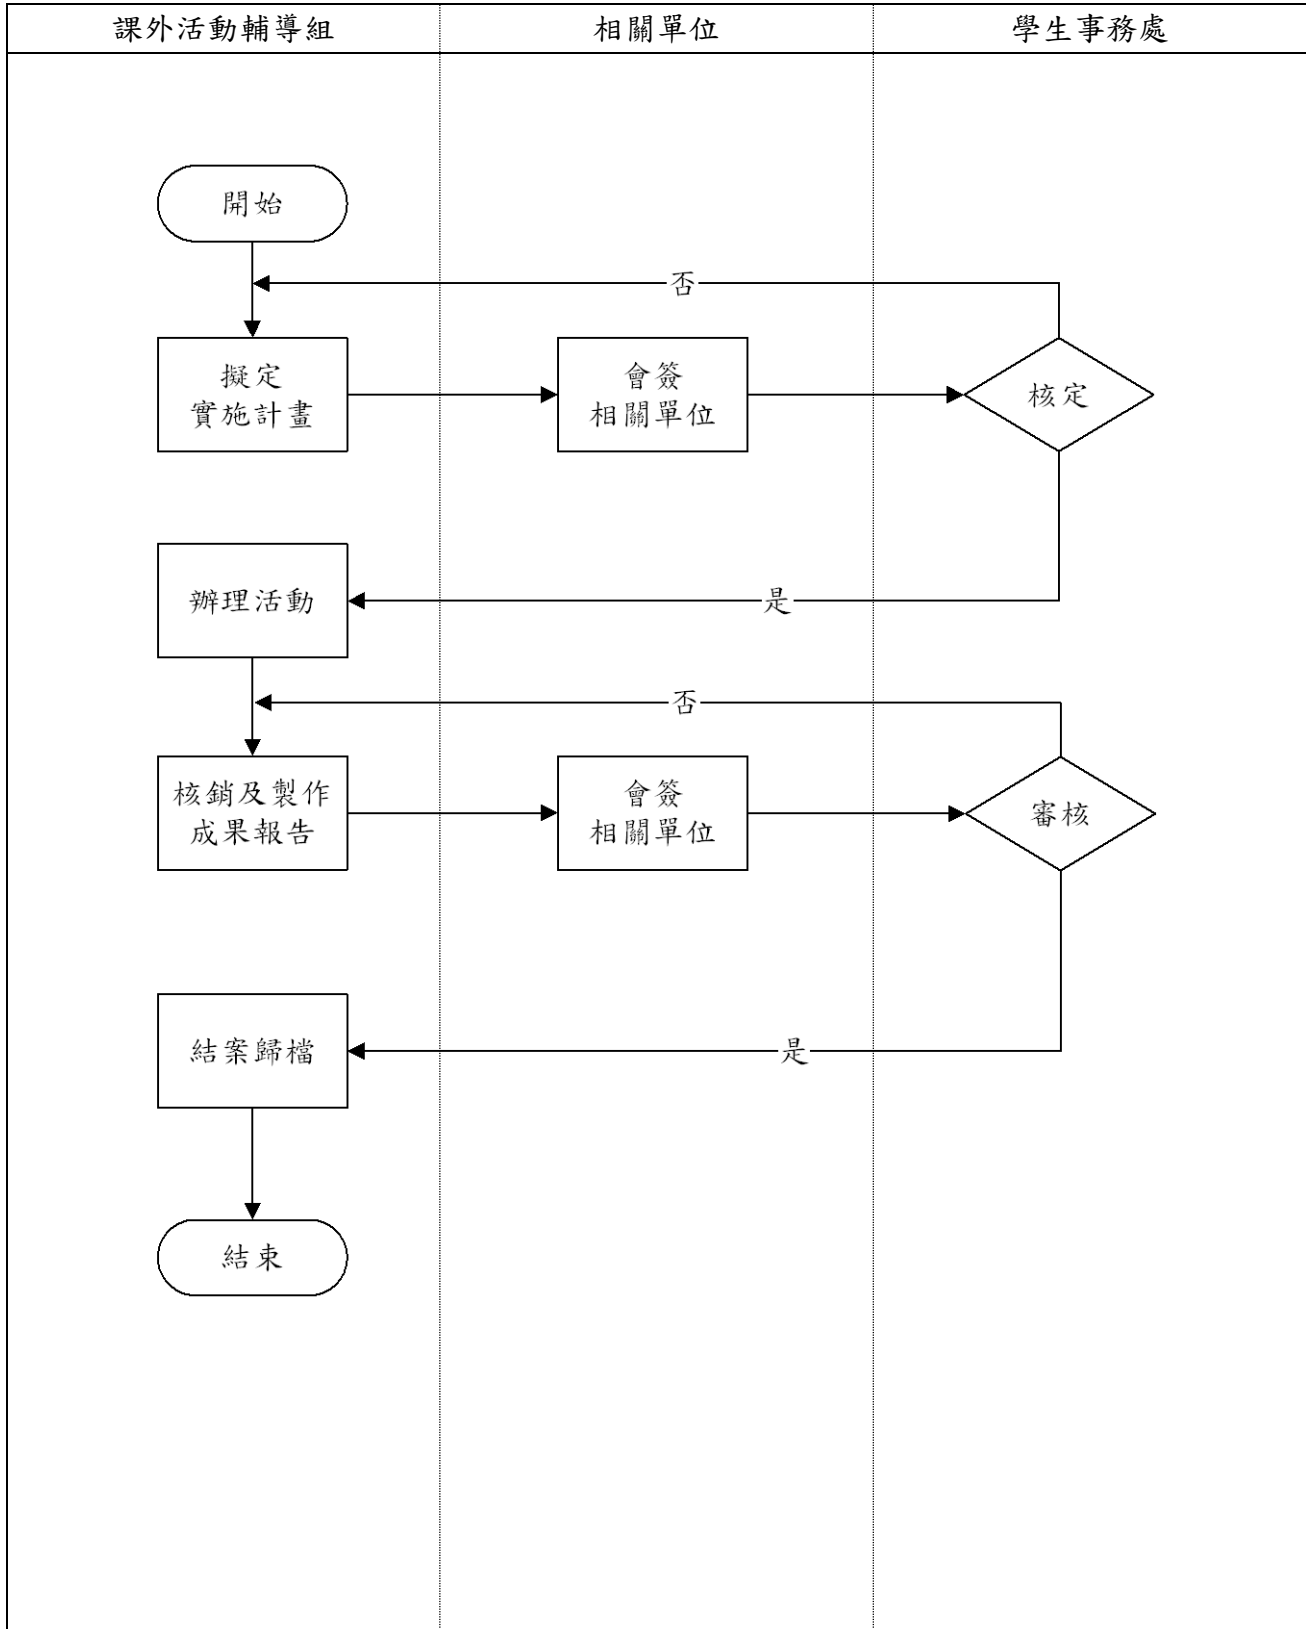 課外活動輔導組
相關單位
學生事務處
開始
否
擬定
實施計畫
會簽
相關單位
核定
辦理活動
是
否
核銷及製作
成果報告
會簽
相關單位
審核
結案歸檔
是
結束